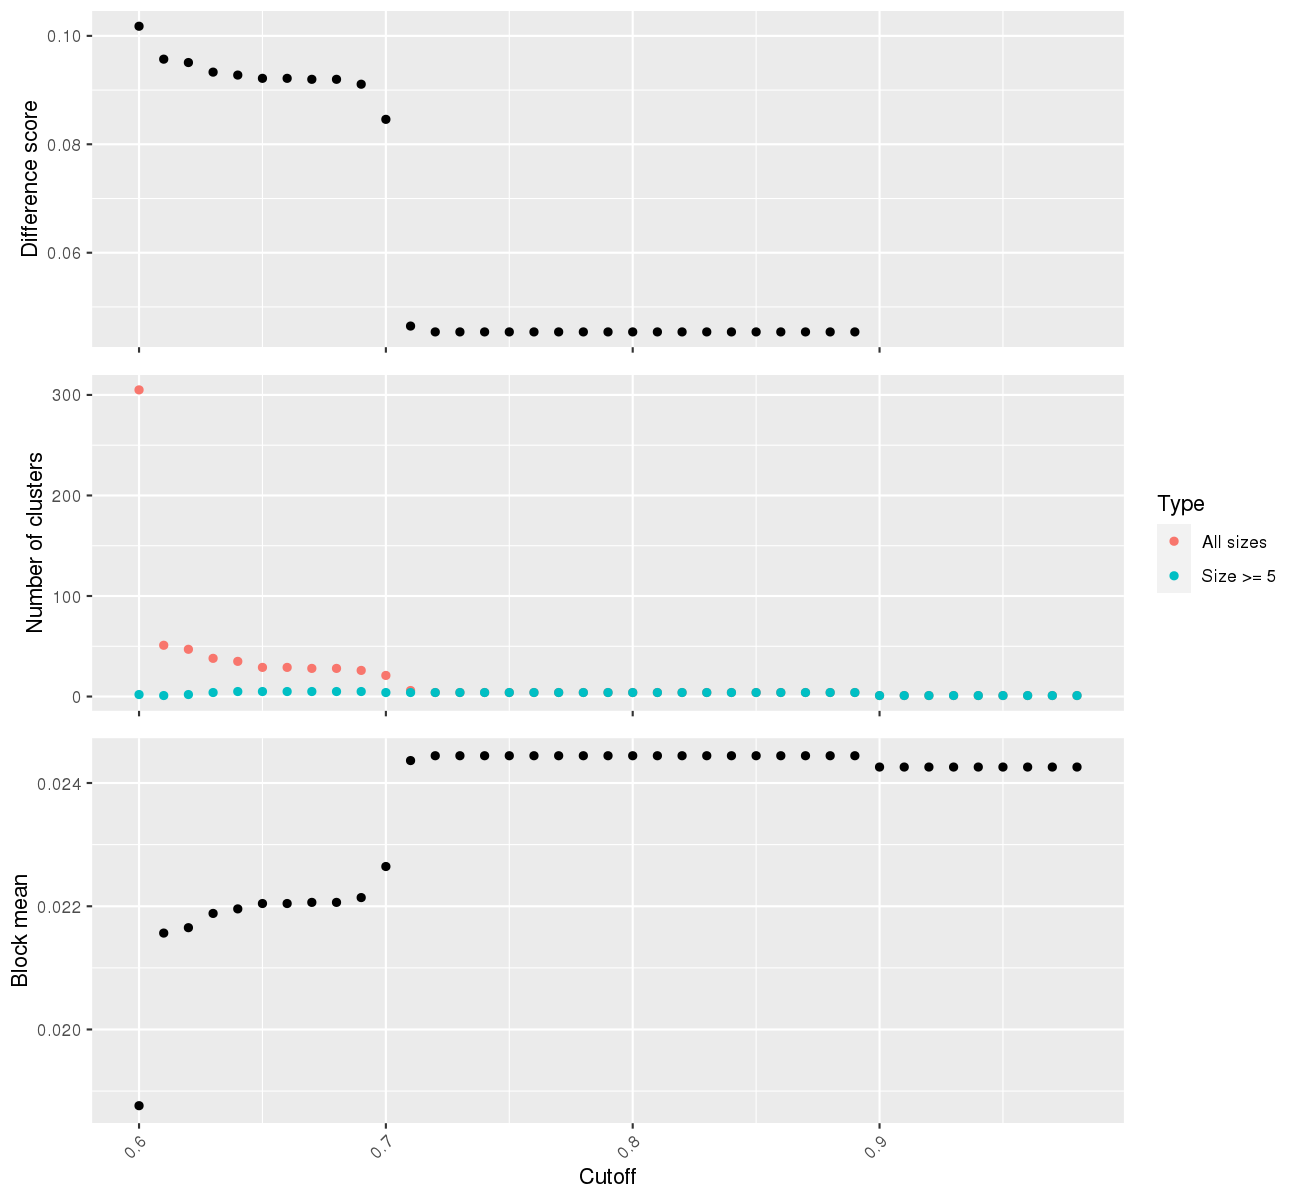 Difference score
0.10
0.08
0.06
Number of clusters
300
200
100
0
Type
All sizes
Size >= 5
Block mean
0.024
0.022
0.020
0.6
0.7
0.8
0.9
Cutoff